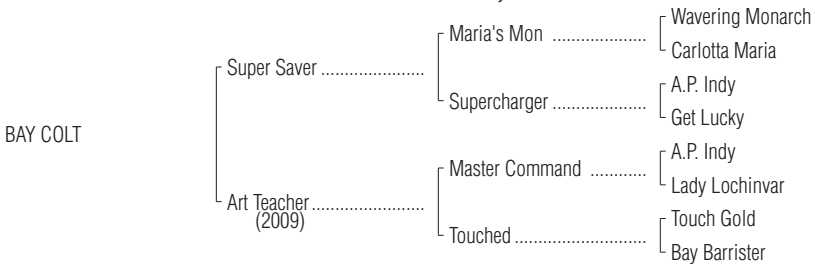 Wavering Monarch
Maria's Mon ....................
Carlotta Maria
Super Saver ......................
A.P. Indy
Supercharger ....................
Get Lucky
BAY COLT
A.P. Indy
Master Command ............
Lady Lochinvar
Art Teacher ........................
(2009)
Touch Gold
Touched ............................
Bay Barrister